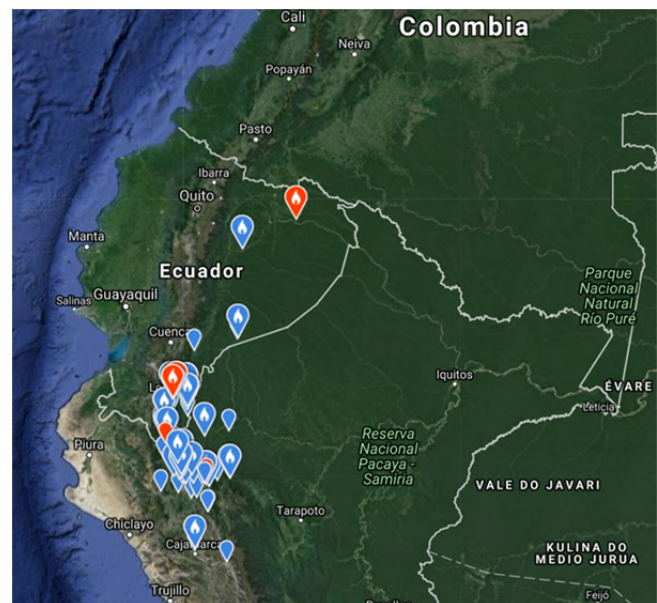 Cali
Colombia
Neiva
Popayán
Pasto
Ibarra
Quito
Manta
Ecuador
Parque
Nacional
Natural
Río Puré
Salinas
Guayaquil
Cuenca
Iquitos
ÉVARE
Leticia
Piura
Reserva
Nacional
Pacaya -
Samiria
VALE DO JAVARI
Tarapoto
Chiclayo
Cajamarca
KULINA DO
MEDIO JURUA
Trujillo
Feijó